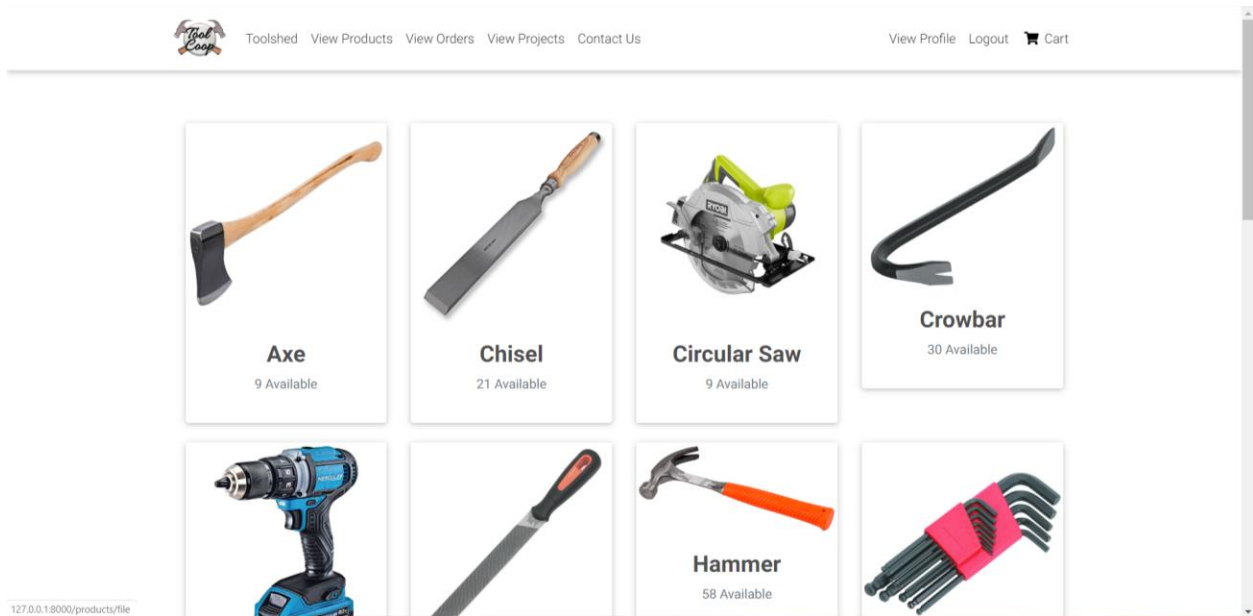 Tool
Coop
Toolshed View Products View Orders View Projects Contact Us
View Profile Logout Cart
RYOBI
Axe
9 Available
Chisel
21 Available
Circular Saw
9 Available
Crowbar
30 Available
HERCULES
Hammer
58 Available
127.0.0.1:8000/products/file